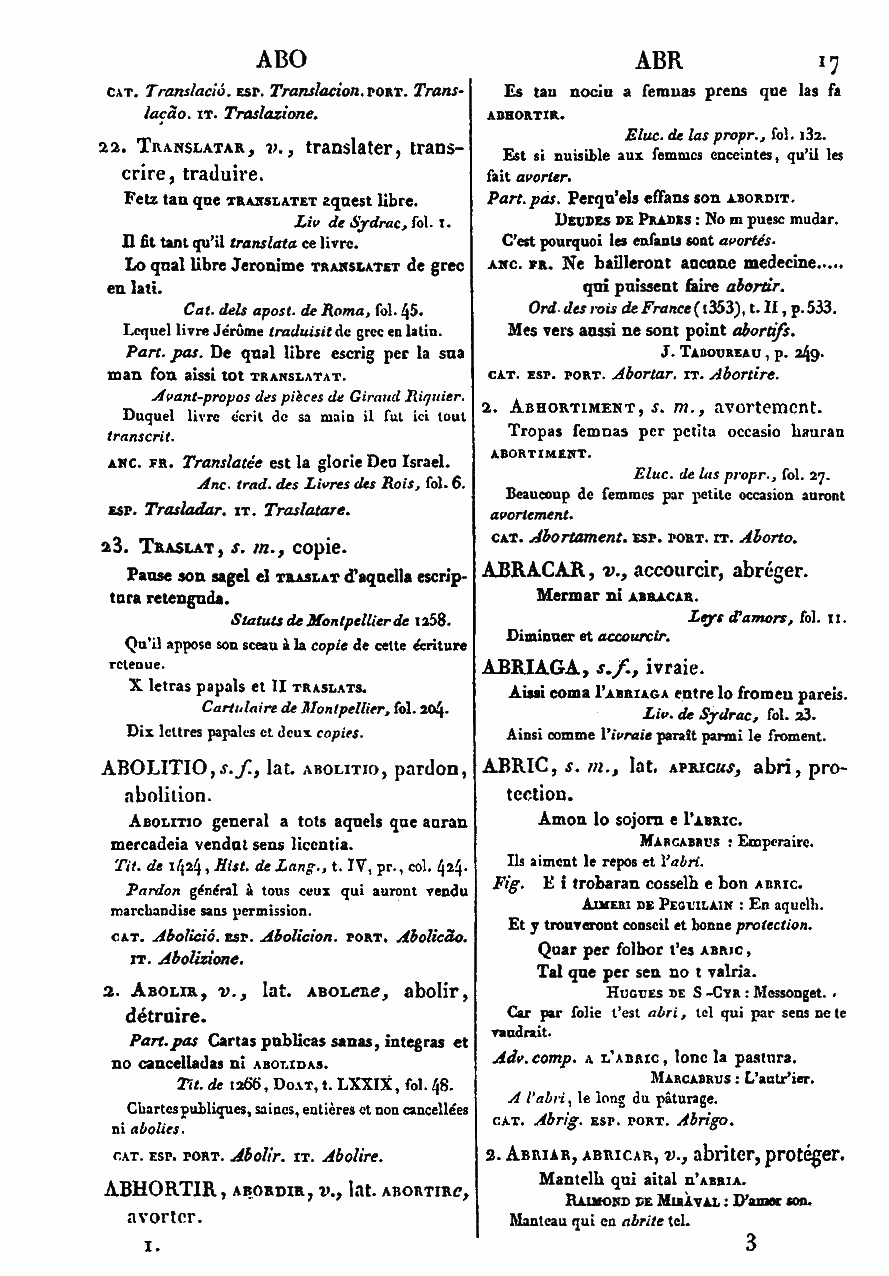 ABO
ABR 17
CAT. Translació. ESP. Translacion. PORT. Trans-
lação. IT. Traslazione.
22. TRANSLATAR, v., translater, trans-
crire, traduire.
Fetz tan que TRANSLATET aquest libre.
Liv de Sydrac, fol. 1.
Il fit tant qu'il translata ce livre.
Lo qual libre Jeronime TRANSLATET de grec
en lati.
Cat. dels apost. de Roma, fol. 45.
Lequel livre Jérôme traduisit de grec en latin.
Part. pas. De qual libre escrig per la sua
man fon aissi tot TRANSLATAT.
Avant-propos des pièces de Giraud Riquier.
Duquel livre écrit de sa main il fut ici tout
transcrit.
ANC. FR. Translatée est la glorie Deu Israel.
Anc. trad. des Livres des Rois, fol. 6.
ESP. Trasladar. IT. Traslatare.
23. TRASLAT, s. m., copie.
Pause son sagel el TRASLAT d'aquella escrip-
tura retenguda.
Statuts de Montpellier de 1258.
Qu'il appose son sceau à la copie de cette écriture
retenue.
X letras papals et II TRASLATS.
Cartulaire de Montpellier, fol. 204.
Dix lettres papales et deux copies.
ABOLITIO, s. f., lat. ABOLITIO, pardon,
abolition.
ABOLITIO general a tots aquels que auran
mercadeia vendut sens licentia.
Tit. de 1424, Hist. de Lang., t. IV, pr., col. 424.
Pardon général à tous ceux qui auront vendu
marchandise sans permission.
CAT. Abolició. ESP. Abolicion. PORT. Abolicão.
IT. Abolizione.
2. ABOLIR, v., lat. ABOLere, abolir,
détruire.
Part. pas Cartas publicas sanas, integras et
no cancelladas ni ABOLIDAS.
Tit. de 1266, DOAT, t. LXXIX, fol. 48.
Chartes publiques, saines, entières et non cancellées
ni abolies.
CAT. ESP. PORT. Abolir. IT. Abolire.
ABHORTIR, ABORDIR, v., lat. ABORTIRe,
avorter.
1.
Es tan nociu a femnas prens que las fa
ABHORTIR.
Eluc. de las propr., fol. 132.
Est si nuisible aux femmes enceintes, qu'il les
fait avorter.
Part. pas. Perqu'els effans son ABORDIT.
DEUDES DE PRADES : No m puesc mudar.
C'est pourquoi les enfants sont avortés.
ANC. FR. Ne bailleront aucune medecine.....
qui puissent faire abortir.
Ord. des rois de France (1353), t. II, p. 533.
Mes vers aussi ne sont point abortifs.
J. TABOUREAU, p. 249.
CAT. ESP. PORT. Abortar. IT. Abortire.
2. ABHORTIMENT, s. m., avortement.
Tropas femnas per petita occasio hauran
ABORTIMENT.
Eluc. de las propr., fol. 27.
Beaucoup de femmes par petite occasion auront
avortement.
CAT. Abortament. ESP. PORT. IT. Aborto.
ABRACAR, v., accourcir, abréger.
Mermar ni ABRACAR.
Leys d'amors, fol. 11.
Diminuer et accourcir.
ABRIAGA, s. f., ivraie.
Aissi coma l'ABRIAGA entre lo fromen pareis.
Liv. de Sydrac, fol. 23.
Ainsi comme l'ivraie paraît parmi le froment.
ABRIC, s. m., lat. APRICUS, abri, pro-
tection.
Amon lo sojorn e l'ABRIC.
MARCABRUS : Emperaire.
Ils aiment le repos et l'abri.
Fig. E i trobaran cosselh e bon ABRIC.
AIMERI DE PEGUILAIN : En aquelh.
Et y trouveront conseil et bonne protection.
Quar per folhor t'es ABRIC,
Tal que per sen no t valria.
HUGUES DE S-CYR : Messonget.
Car par folie t'est abri, tel qui par sens ne te
vaudrait.
Adv. comp. A L'ABRIC, lonc la pastura.
MARCABRUS : L'autr'ier.
A l'abri, le long du pâturage.
CAT. Abrig. ESP. PORT. Abrigo.
2. ABRIAR, ABRICAR, v., abriter, protéger.
Mantelh qui aital n'ABRIA.
RAIMOND DE MIRAVAL : D'amor son.
Manteau qui en abrite tel.
3